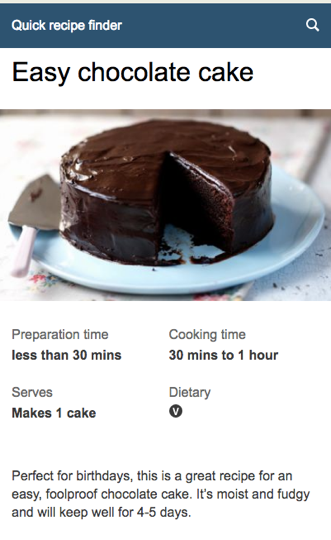 Quick recipe finder
Easy chocolate cake
Preparation time
less than 30 mins
Cooking time
30 mins to 1 hour
Serves
Makes 1 cake
Dietary
V
Perfect for birthdays, this is a great recipe for an
easy, foolproof chocolate cake. It's moist and fudgy
and will keep well for 4-5 days.